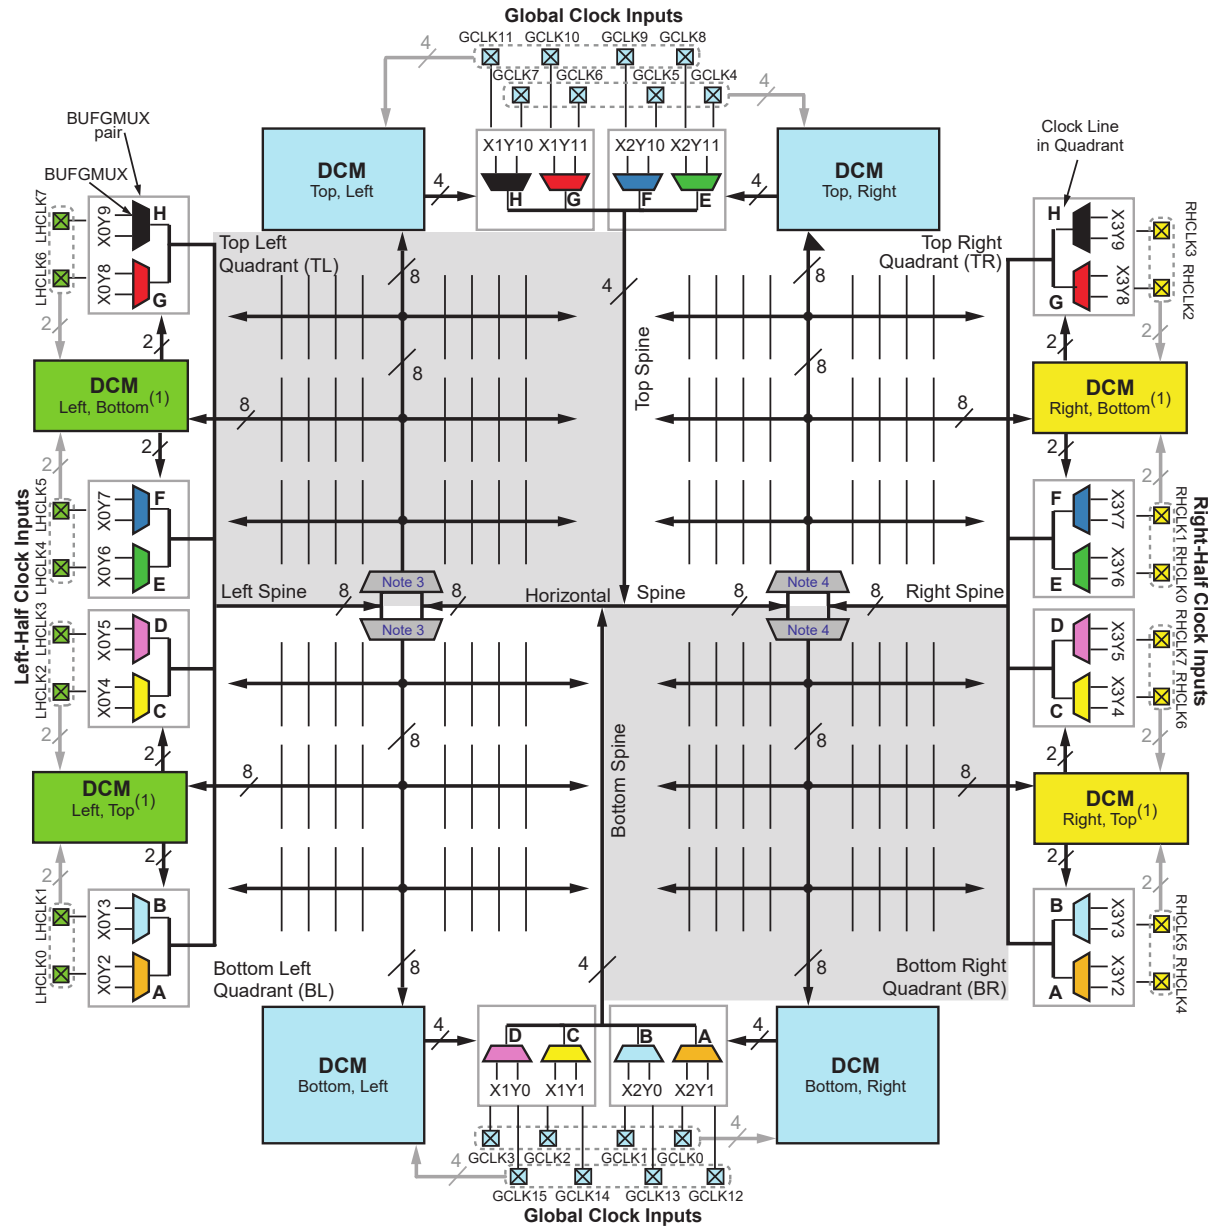 Global Clock Inputs
GCLK11 GCLK10 GCLK9 GCLK8
4
GCLK7 GCLK6 GCLK5 GCLK4
4
BUFGMUX
pair
BUFGMUX
DCM
Top, Left
4
X1Y10 X1Y11 X2Y10 X2Y11
H G F E
4
DCM
Top, Right
Clock Line
in Quadrant
LHCLK7
LHCLK6
X0Y9
X0Y8
H
G
2
2
Top Left
Quadrant (TL)
8
4
Top Spine
8
Top Right
Quadrant (TR)
8
8
H
G
X3Y9
X3Y8
RHCLK3
RHCLK2
2
2
DCM
Left, Bottom(1)
8
8
DCM
Right, Bottom(1)
2
2
2
2
Left-Half Clock Inputs
LHCLK5
LHCLK4
X0Y7
X0Y6
F
E
F
E
X3Y7
X3Y6
RHCLK1
RHCLK0
Right-Half Clock Inputs
Note 3
Note 4
Left Spine
8
8
Horizontal Spine
8
8
Right Spine
Note 3
Note 4
LHCLK3
LHCLK2
X0Y5
X0Y4
D
C
D
C
X3Y5
X3Y4
RHCLK7
RHCLK6
2
2
8
Bottom Spine
8
2
2
DCM
Left, Top(1)
8
8
DCM
Right, Top(1)
2
2
2
2
LHCLK1
LHCLK0
X0Y3
X0Y2
B
A
B
A
X3Y3
X3Y2
RHCLK5
RHCLK4
Bottom Left
Quadrant (BL)
8
4
8
Bottom Right
Quadrant (BR)
DCM
Bottom, Left
4
D C B A
X1Y0 X1Y1 X2Y0 X2Y1
4
DCM
Bottom, Right
4
GCLK3 GCLK2 GCLK1 GCLK0
4
GCLK15 GCLK14 GCLK13 GCLK12
Global Clock Inputs